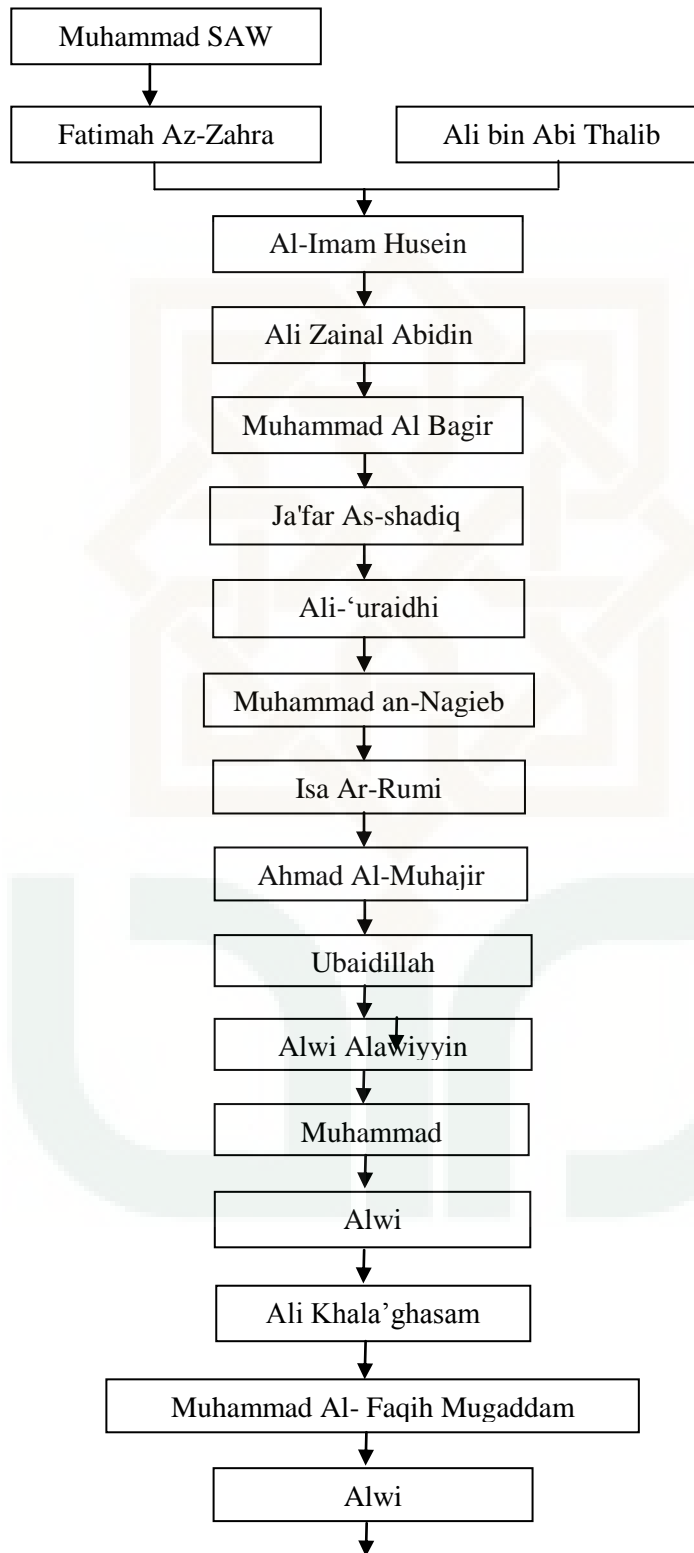 Muhammad SAW
Fatimah Az-Zahra
Ali bin Abi Thalib
Al-Imam Husein
Ali Zainal Abidin
Muhammad Al Bagir
Ja'far As-shadiq
Ali-‘uraidhi
Muhammad an-Nagieb
Isa Ar-Rumi
Ahmad Al-Muhajir
Ubaidillah
Alwi Alawiyyin
Muhammad
Alwi
Ali Khala’ghasam
Muhammad Al- Faqih Mugaddam
Alwi